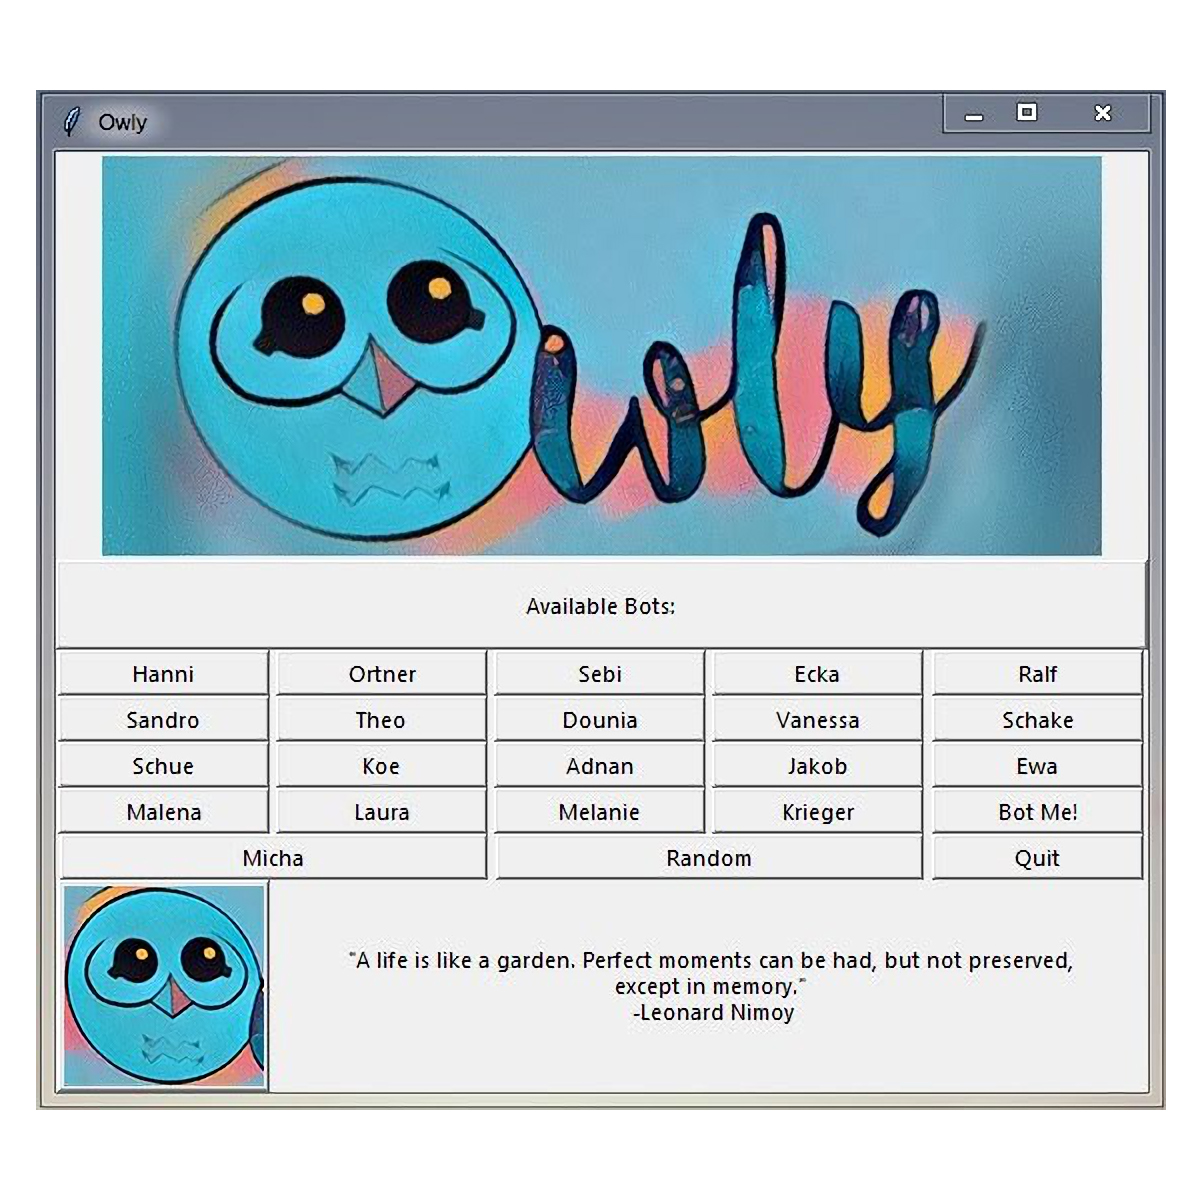 Owly
Owly
Available Bots:
Hanni Ortner Sebi Ecka Ralf
Sandro Theo Dounia Vanessa Schake
Schue Koe Adnan Jakob Ewa
Malena Laura Melanie Krieger Bot Me!
Micha Random Quit
"A life is like a garden. Perfect moments can be had, but not preserved,
except in memory."
-Leonard Nimoy